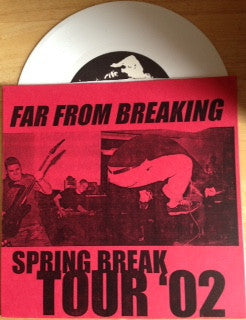 FAR FROM BREAKING
SPRING BREAK
TOUR '02